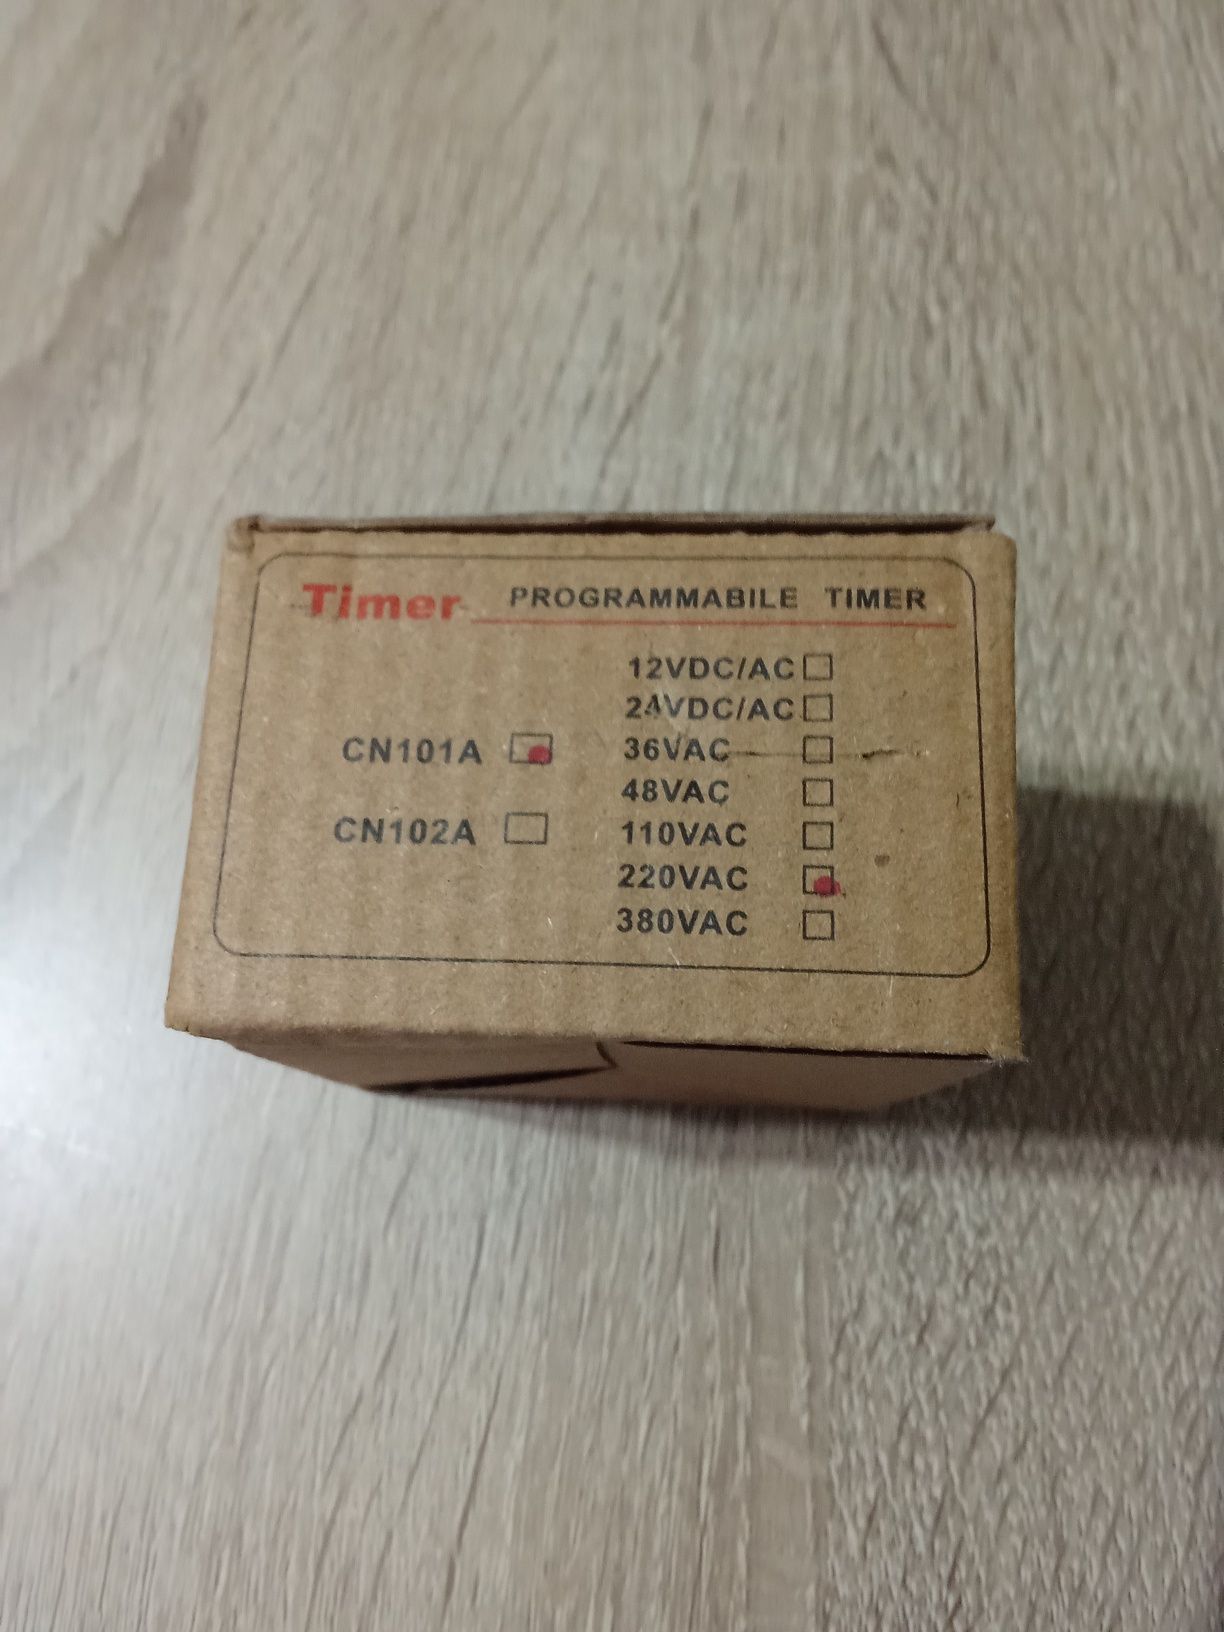 Timer PROGRAMMABILE TIMER
12VDC/AC
24VDC/AC
CN101A 36VAC
48VAC
CN102A 110VAC
220VAC
380VAC